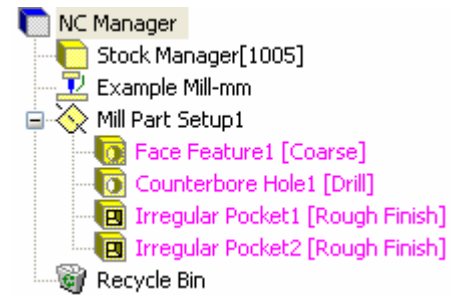 NC Manager
Stock Manager[1005]
Example Mill-mm
Mill Part Setup1
Face Feature1 [Coarse]
Counterbore Hole1 [Drill]
Irregular Pocket1 [Rough Finish]
Irregular Pocket2 [Rough Finish]
Recycle Bin